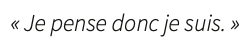 « Je pense donc je suis. »